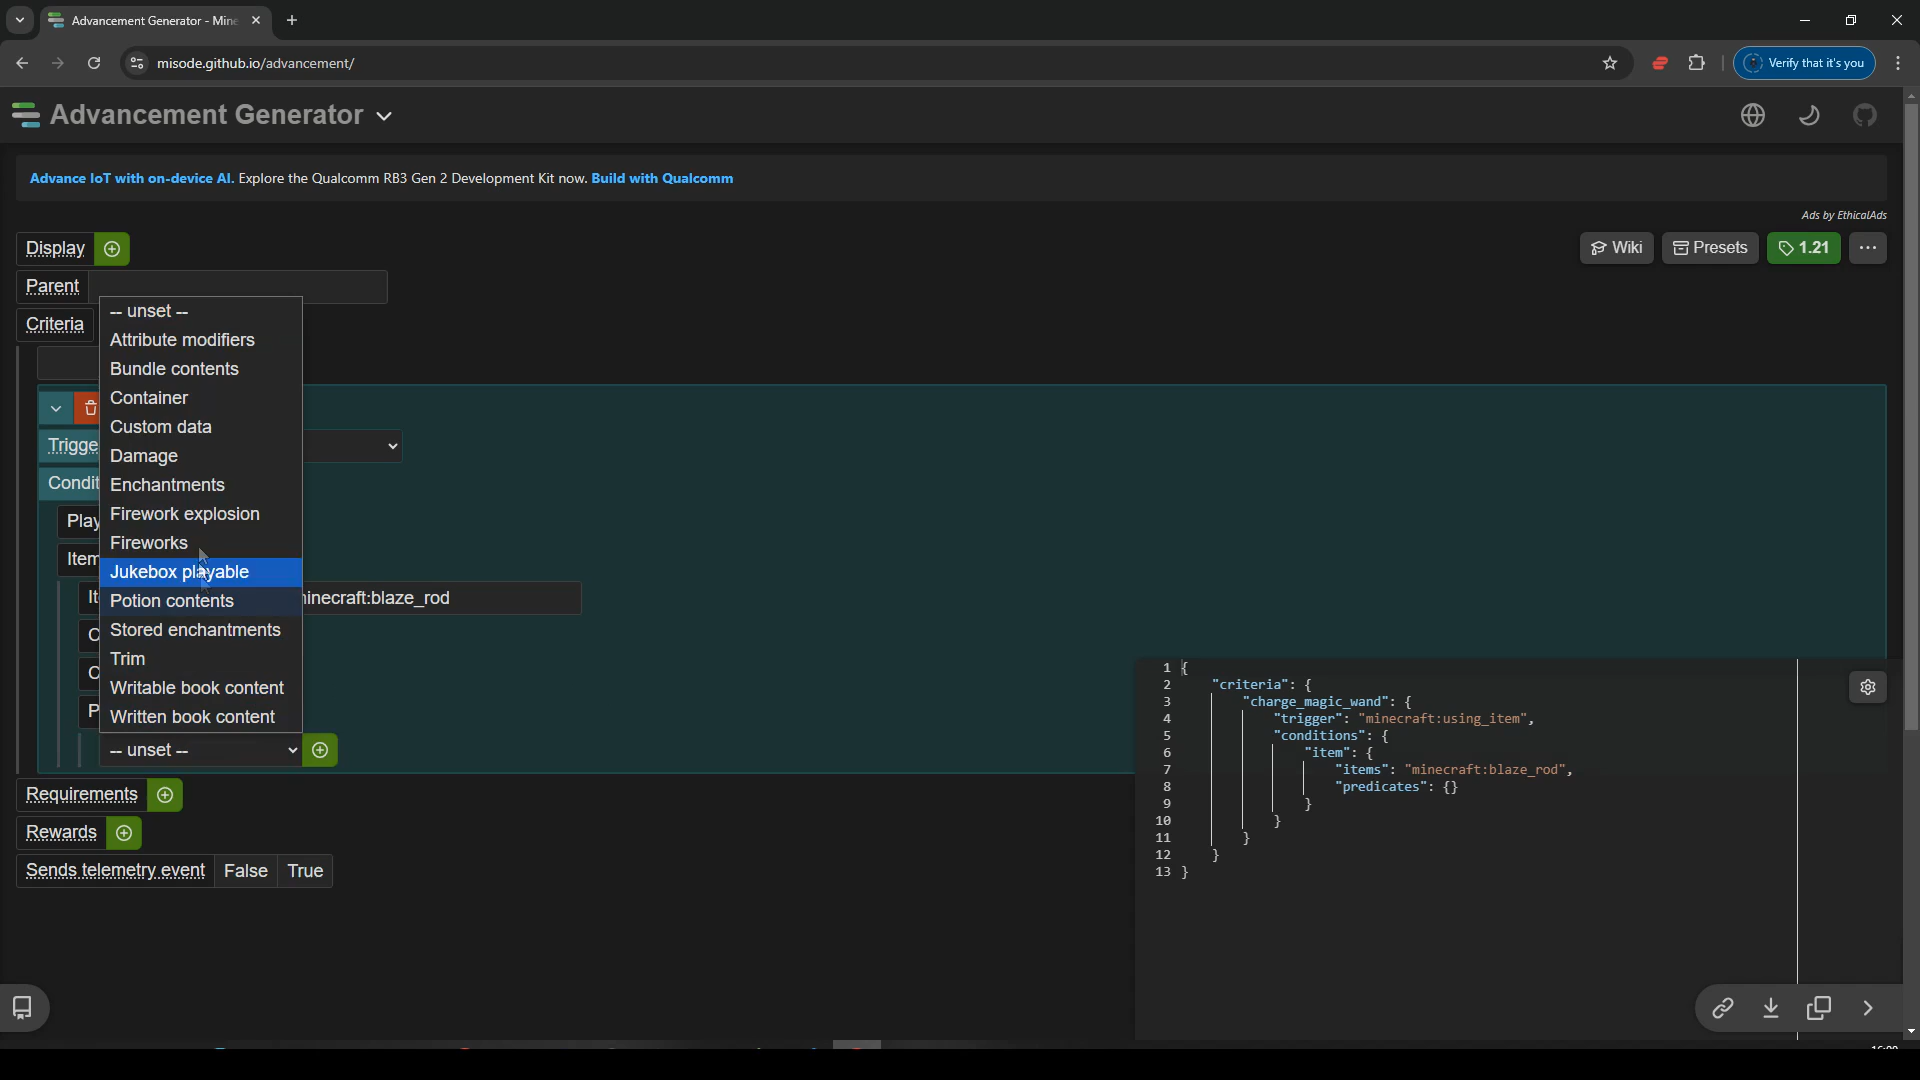 Advancement Generator - Mine
misode.github.io/advancement/
Verify that it's you
Advancement Generator
Advance IoT with on-device AI. Explore the Qualcomm RB3 Gen 2 Development Kit now. Build with Qualcomm
Ads by EthicalAds
Display
Wiki
Presets
1.21
Parent
Criteria
-- unset --
Attribute modifiers
Bundle contents
Container
Custom data
Damage
Enchantments
Firework explosion
Fireworks
Jukebox playable
Potion contents
Stored enchantments
Trim
Writable book content
Written book content
Trigge
Condit
Play
Item
It
minecraft:blaze_rod
C
C
P
-- unset --
Requirements
Rewards
Sends telemetry event False True
1 {
2 "criteria": {
3 "charge_magic_wand": {
4 "trigger": "minecraft:using_item",
5 "conditions": {
6 "item": {
7 "items": "minecraft:blaze_rod",
8 "predicates": {}
9 }
10 }
11 }
12 }
13 }